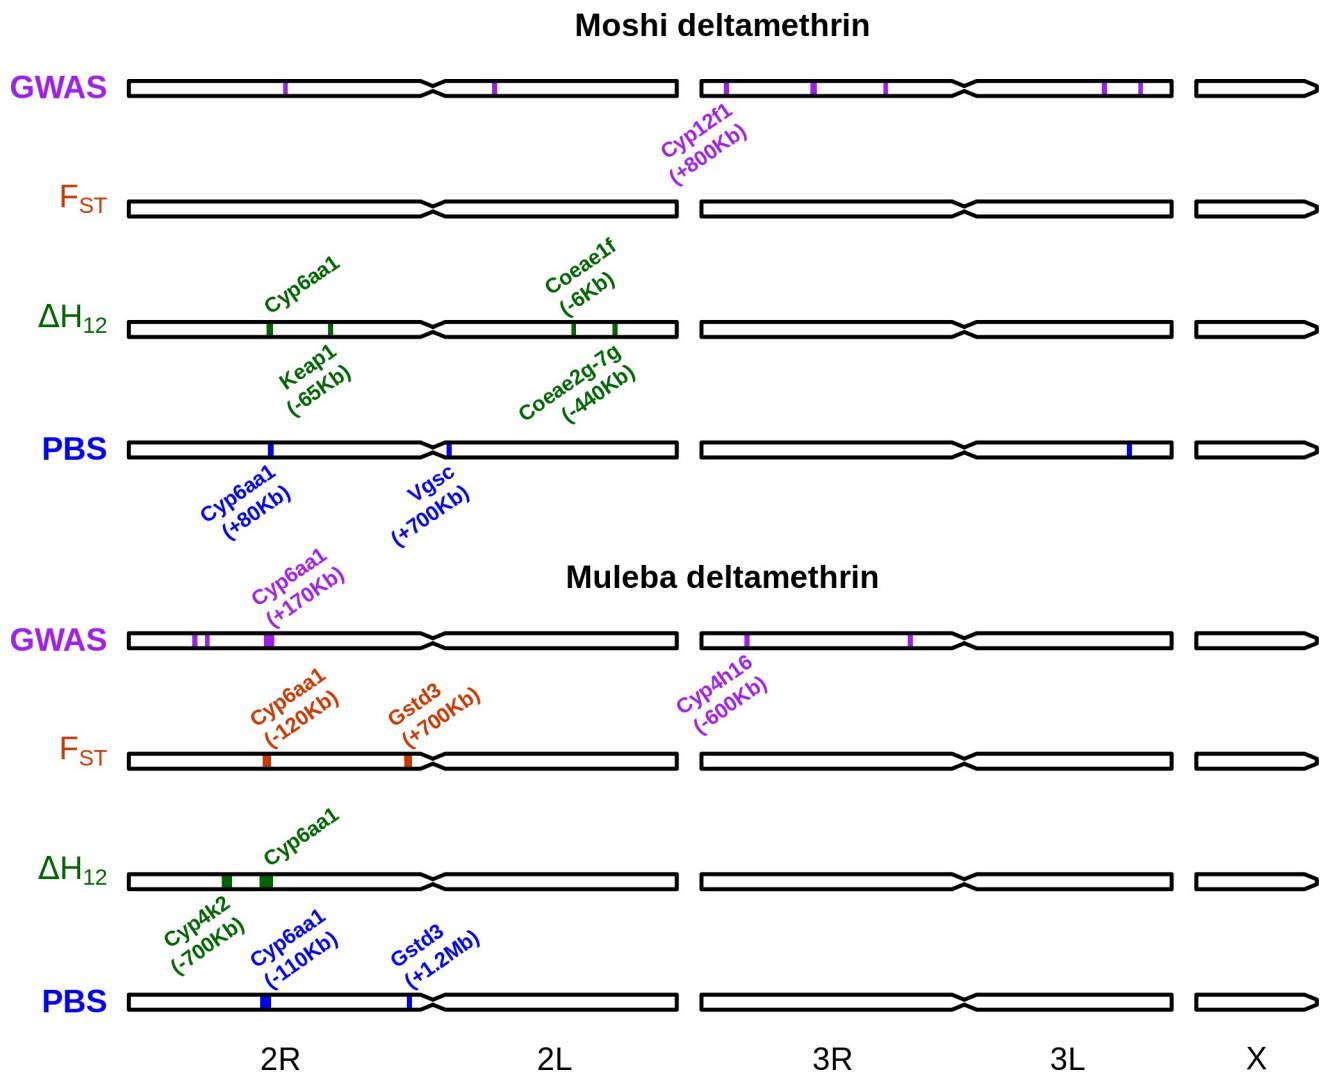 Moshi deltamethrin
GWAS
Cyp12f1
(+800Kb)
FST
Cyp6aa1
Coeae1f
(-6Kb)
ΔH12
Keap1
(-65Kb)
Coeae2g-7g
(-440Kb)
PBS
Cyp6aa1
(+80Kb)
Vgsc
(+700Kb)
Muleba deltamethrin
Cyp6aa1
(+170Kb)
GWAS
Cyp4h16
(-600Kb)
Cyp6aa1
(-120Kb)
Gstd3
(+700Kb)
FST
Cyp6aa1
ΔH12
Cyp4k2
(-700Kb)
Cyp6aa1
(-110Kb)
Gstd3
(+1.2Mb)
PBS
2R 2L 3R 3L X